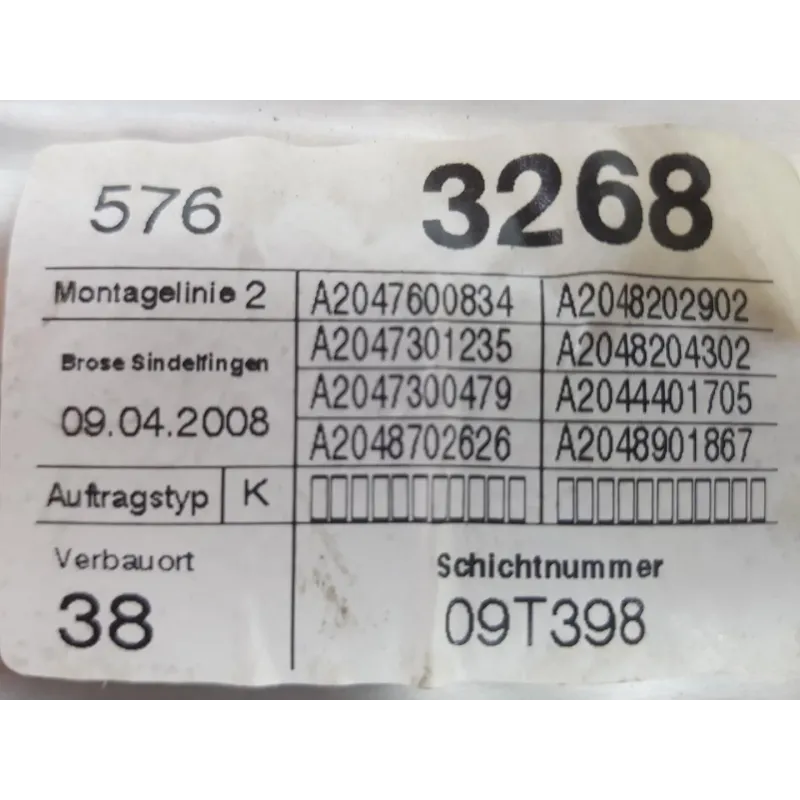 576 3268
Montagelinie 2 A2047600834 A2048202902
Brose Sindelfingen A2047301235 A2048204302
09.04.2008 A2047300479 A2044401705
A2048702626 A2048901867
Auftragstyp K
Verbauort Schichtnummer
38 09T398